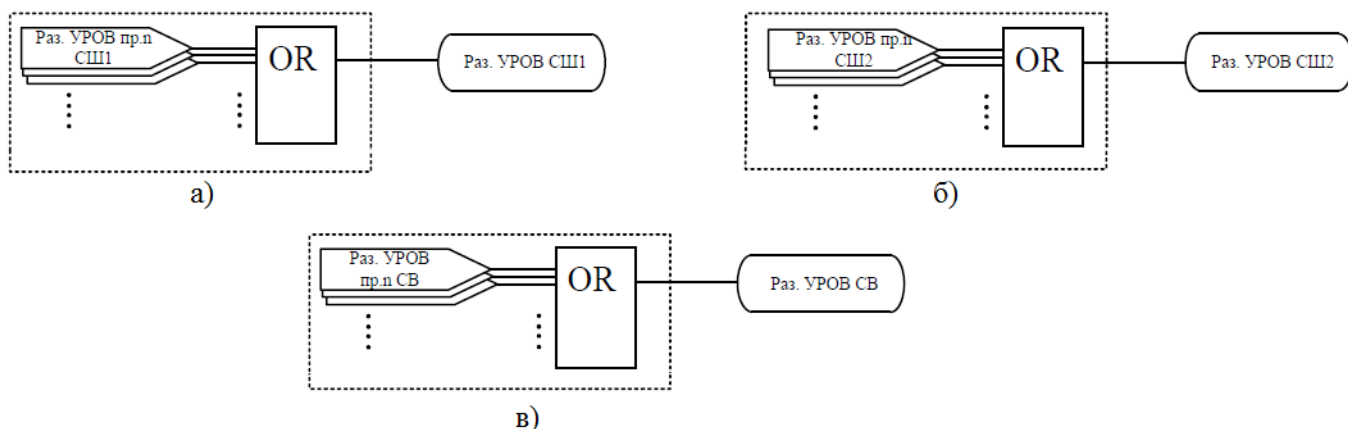 Раз. УРОВ пр.n
СШ1
OR
Раз. УРОВ СШ1
а)
Раз. УРОВ пр.n
СШ2
OR
Раз. УРОВ СШ2
б)
Раз. УРОВ
пр.n СВ
OR
Раз. УРОВ СВ
в)